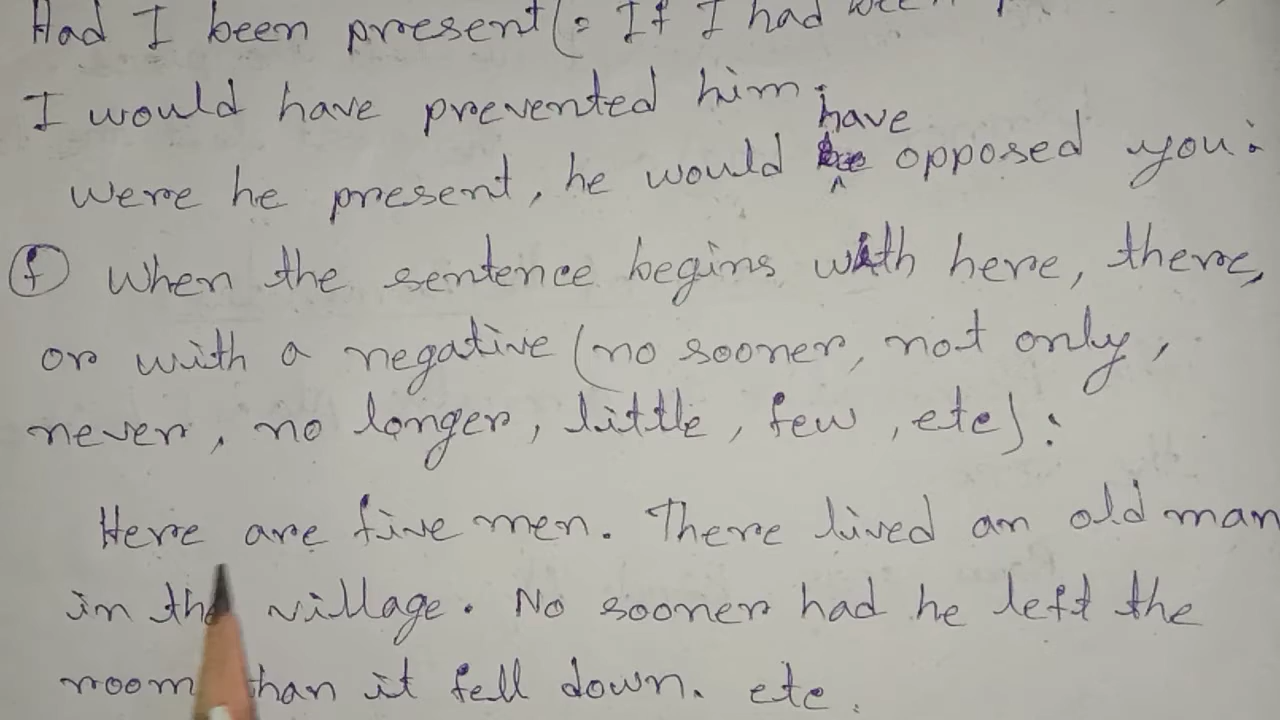 Had I been present (= If I had been
I would have prevented him.
have
Were he present, he would opposed you:
(f) When the sentence begins with here, there,
or with a negative (no sooner, not only,
never, no longer, little, few, etc):
Here are five men. There lived an old man
in the village. No sooner had he left the
room than it fell down. etc.